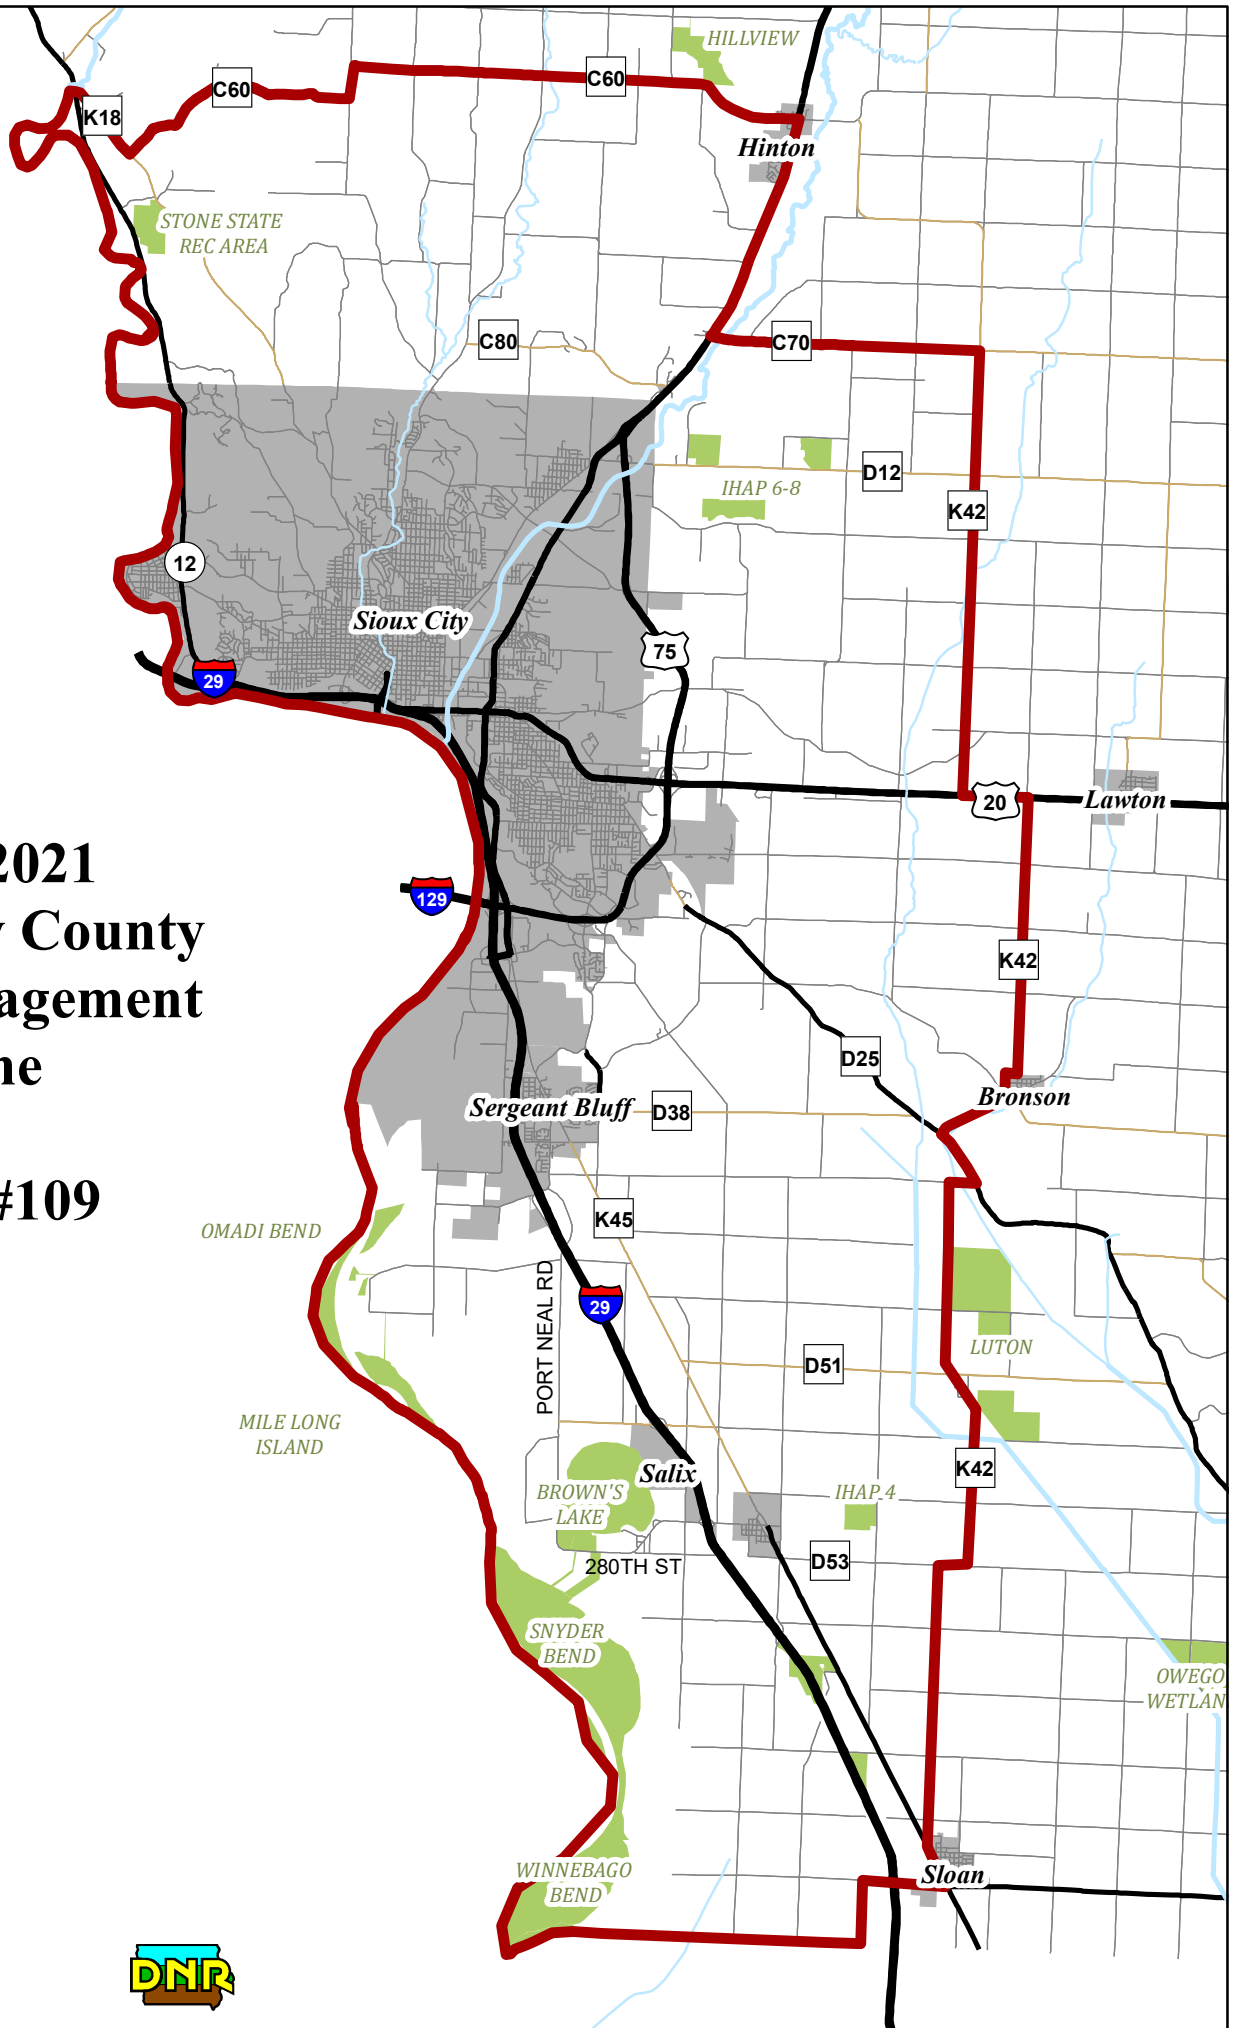 HILLVIEW
C60
C60
K18
Hinton
STONE STATE
REC AREA
C80
C70
D12
IHAP 6-8
K42
12
Sioux City
75
29
20
Lawton
2021
County
129
K42
D25
Bronson
Sergeant Bluff
D38
#109
K45
OMADI BEND
PORT NEAL RD
29
LUTON
D51
MILE LONG
ISLAND
Salix
K42
BROWN'S
LAKE
IHAP 4
280TH ST
D53
SNYDER
BEND
OWEGO
WETLAN
WINNEBAGO
BEND
Sloan
DNR